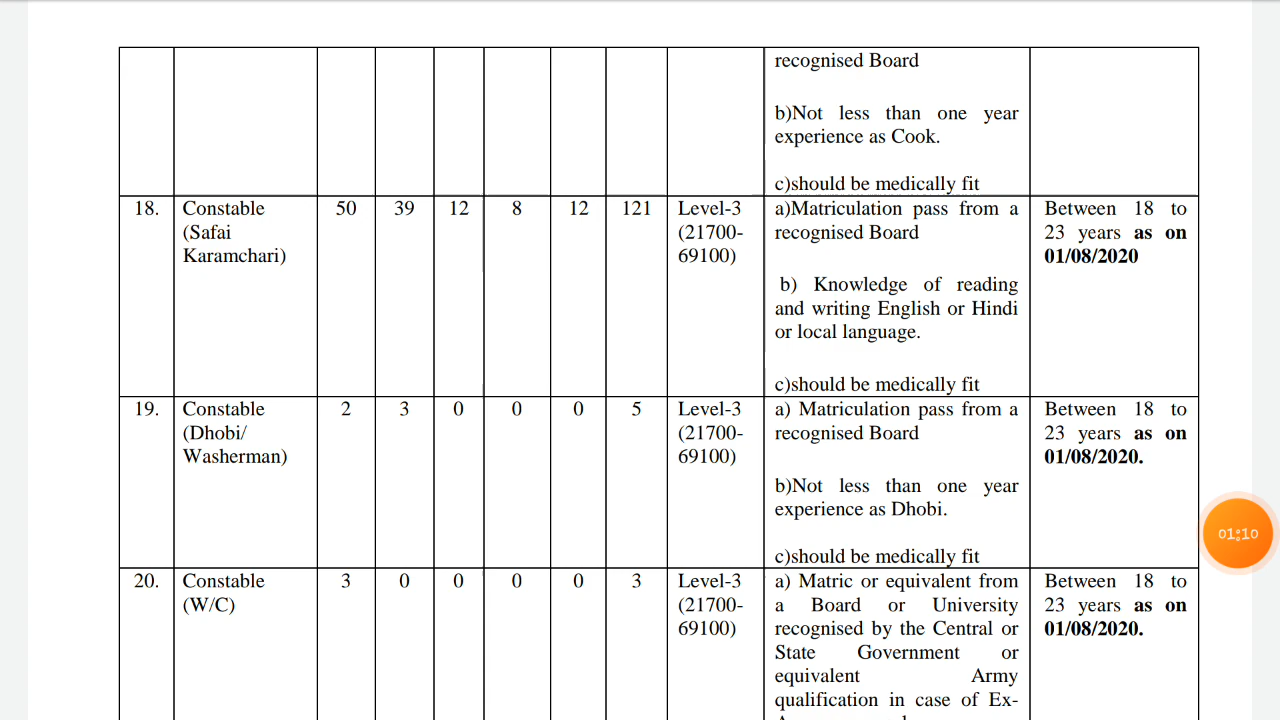 recognised Board
b)Not less than one year
experience as Cook.
c)should be medically fit
18.
Constable
(Safai
Karamchari)
50
39
12
8
12
121
Level-3
(21700-
69100)
a)Matriculation pass from a
recognised Board
b) Knowledge of reading
and writing English or Hindi
or local language.
c)should be medically fit
Between 18 to
23 years as on
01/08/2020
19.
Constable
(Dhobi/
Washerman)
2
3
0
0
0
5
Level-3
(21700-
69100)
a) Matriculation pass from a
recognised Board
b)Not less than one year
experience as Dhobi.
c)should be medically fit
Between 18 to
23 years as on
01/08/2020.
20.
Constable
(W/C)
3
0
0
0
0
3
Level-3
(21700-
69100)
a) Matric or equivalent from
a Board or University
recognised by the Central or
State Government or
equivalent Army
qualification in case of Ex-
Between 18 to
23 years as on
01/08/2020.
01:10